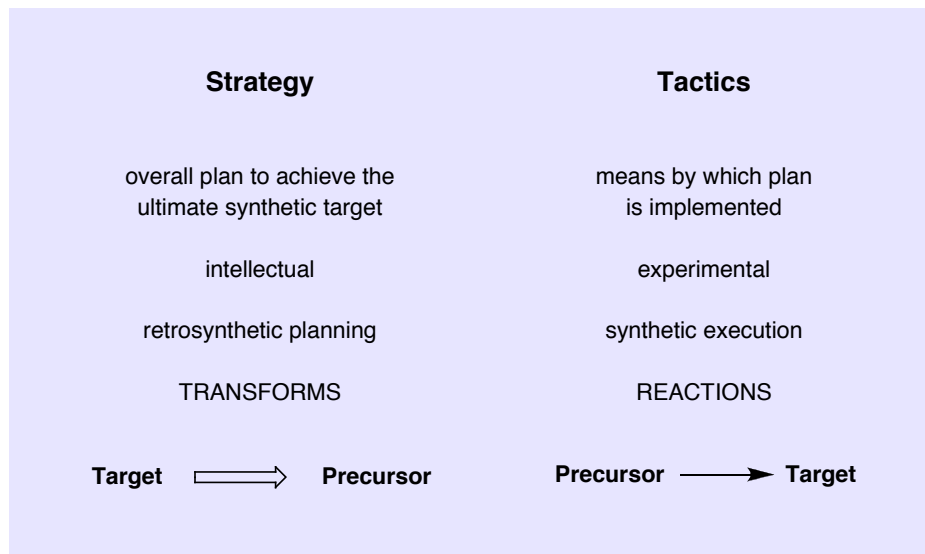 Strategy
overall plan to achieve the
ultimate synthetic target
intellectual
retrosynthetic planning
TRANSFORMS
Target Precursor
Tactics
means by which plan
is implemented
experimental
synthetic execution
REACTIONS
Precursor Target